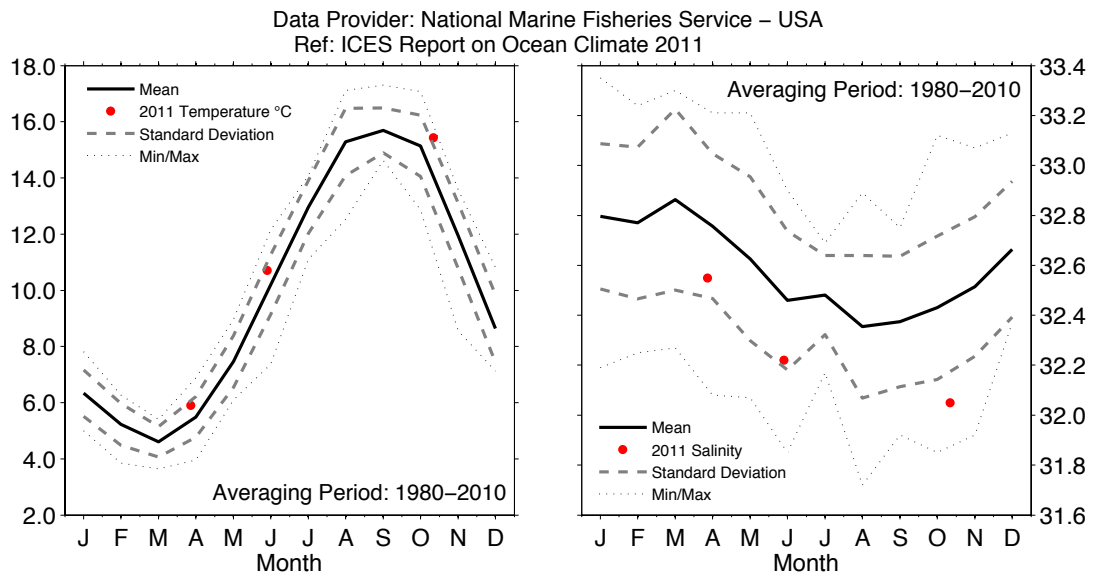 Data Provider: National Marine Fisheries Service – USA
Ref: ICES Report on Ocean Climate 2011
18.0
16.0
14.0
12.0
10.0
8.0
6.0
4.0
2.0
Mean
2011 Temperature °C
Standard Deviation
Min/Max
Averaging Period: 1980–2010
J F M A M J J A S O N D
Month
Averaging Period: 1980–2010
33.4
33.2
33.0
32.8
32.6
32.4
32.2
32.0
31.8
31.6
Mean
2011 Salinity
Standard Deviation
Min/Max
J F M A M J J A S O N D
Month